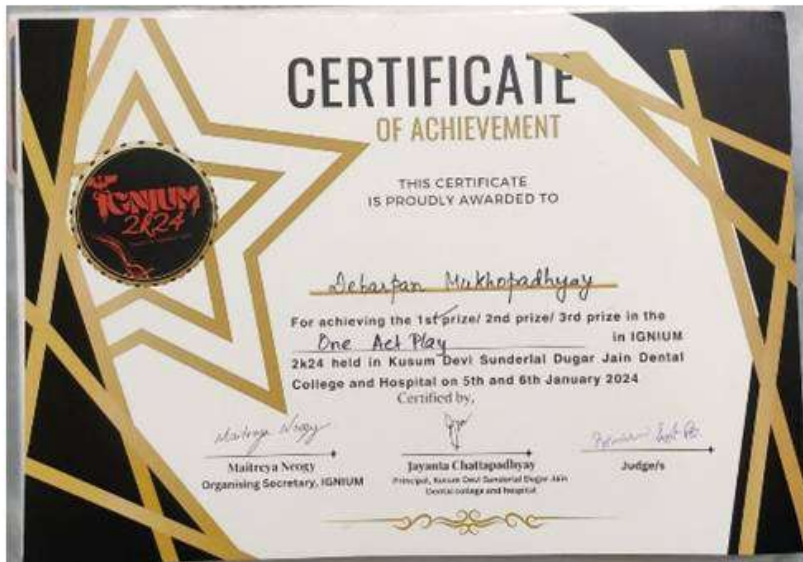 CERTIFICATE
OF ACHIEVEMENT
THIS CERTIFICATE
IS PROUDLY AWARDED TO
IGNIUM
2k24
Debarpan Mukhopadhyay
For achieving the 1st prize/ 2nd prize/ 3rd prize in the
One Act Play in IGNIUM
2k24 held in Kusum Devi Sunderlal Dugar Jain Dental
College and Hospital on 5th and 6th January 2024
Certified by,
Maitreya Neogy
Maitreya Neogy
Organising Secretary, IGNIUM
Jayanta Chattapadhyay
Principal, Kusum Devi Sunderlal Dugar Jain
Dental college and hospital
Judge/s